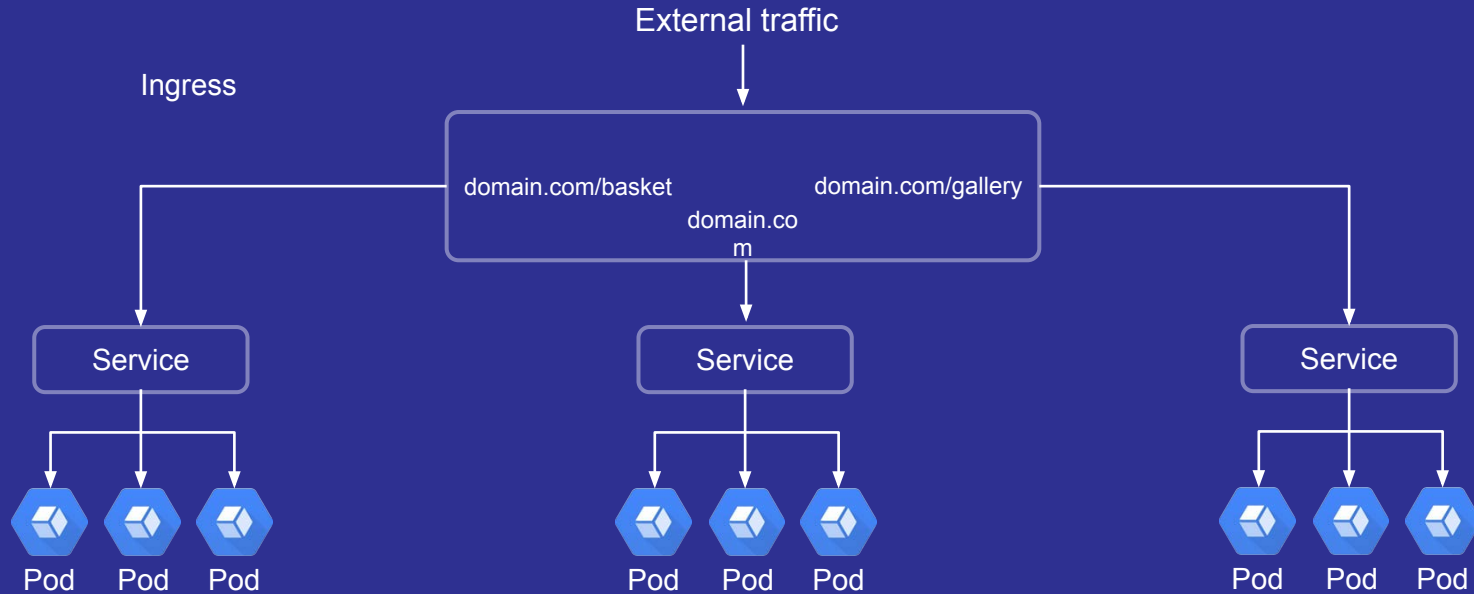 External traffic
Ingress
domain.com/basket
domain.com/gallery
domain.co
m
Service
Service
Service
Pod
Pod
Pod
Pod
Pod
Pod
Pod
Pod
Pod